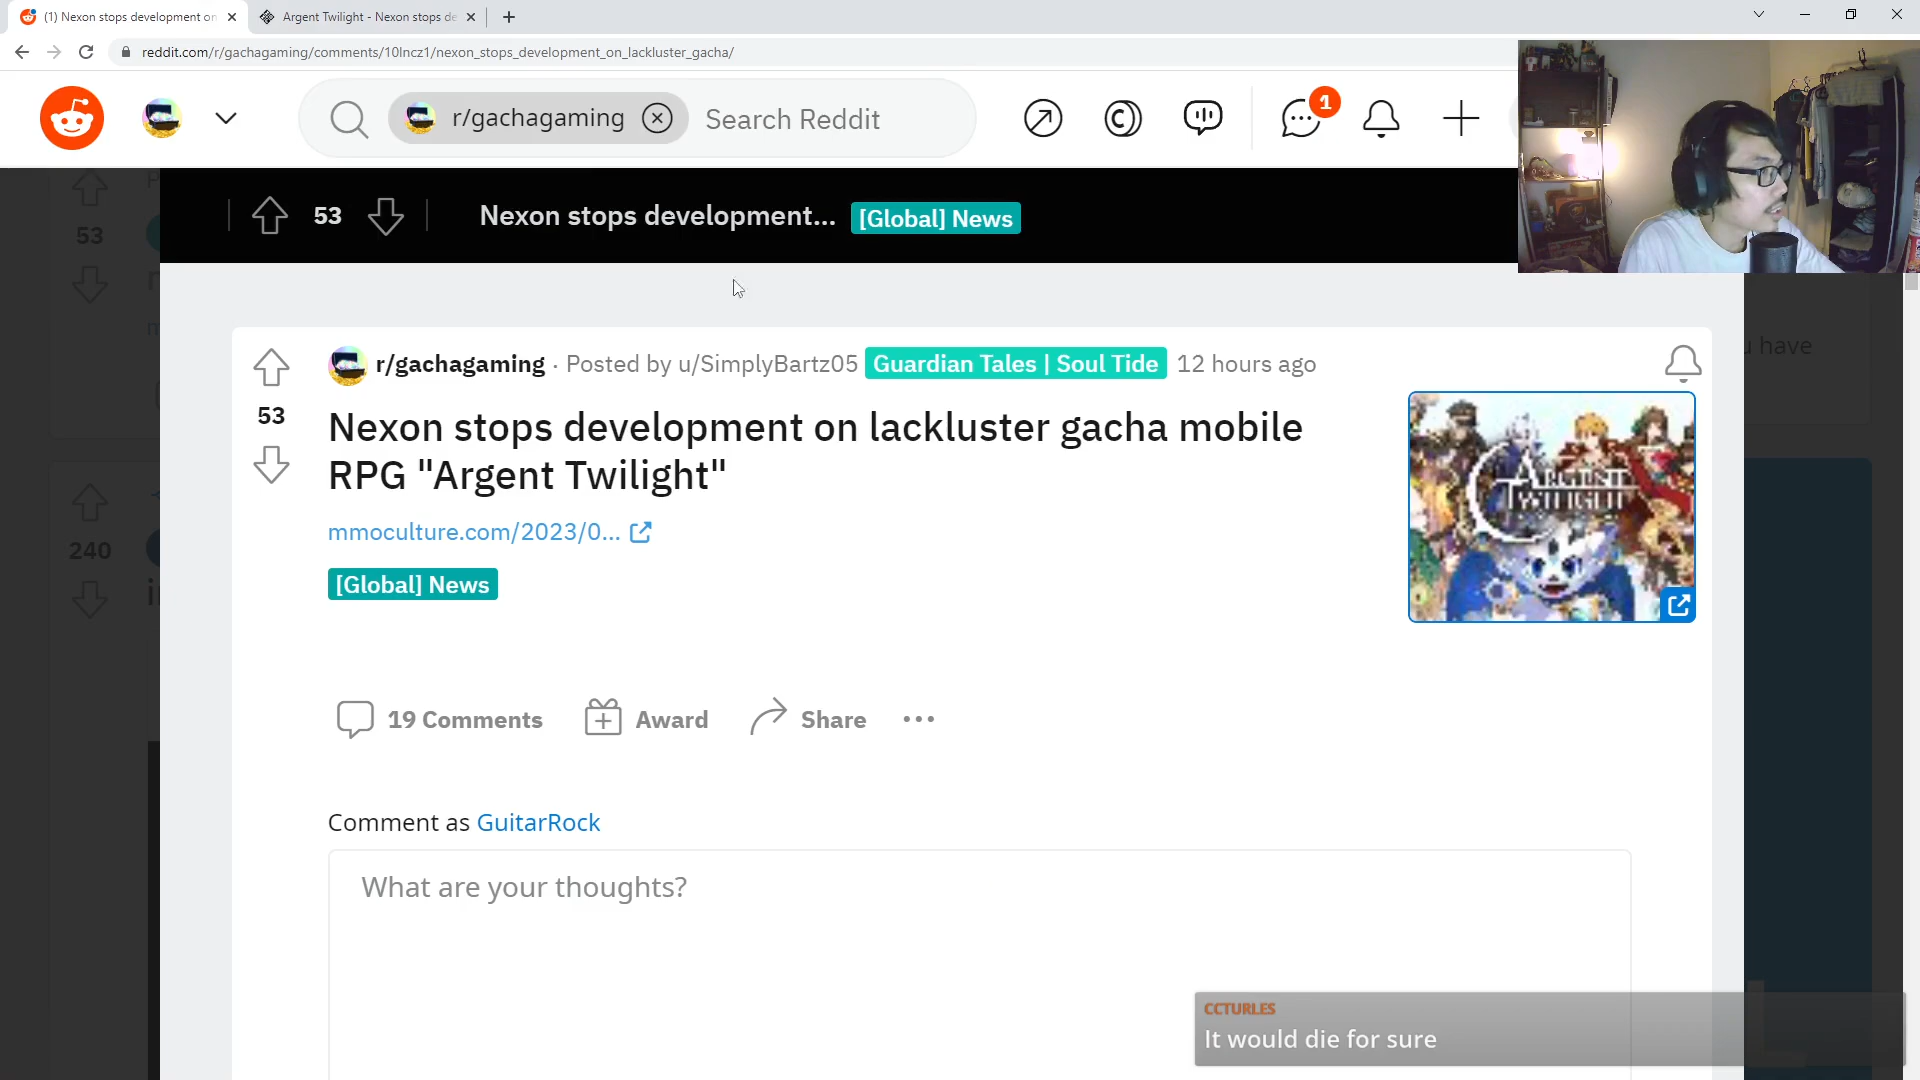 (1) Nexon stops development on
Argent Twilight - Nexon stops de
reddit.com/r/gachagaming/comments/10lncz1/nexon_stops_development_on_lackluster_gacha/
r/gachagaming
Search Reddit
1
53
Nexon stops development...
[Global] News
53
240
r/gachagaming · Posted by u/SimplyBartz05 Guardian Tales | Soul Tide 12 hours ago
53
Nexon stops development on lackluster gacha mobile
RPG "Argent Twilight"
mmoculture.com/2023/0...
[Global] News
ARGENT
TWILIGHT
19 Comments
Award
Share
Comment as GuitarRock
What are your thoughts?
have
CCTURLES
It would die for sure